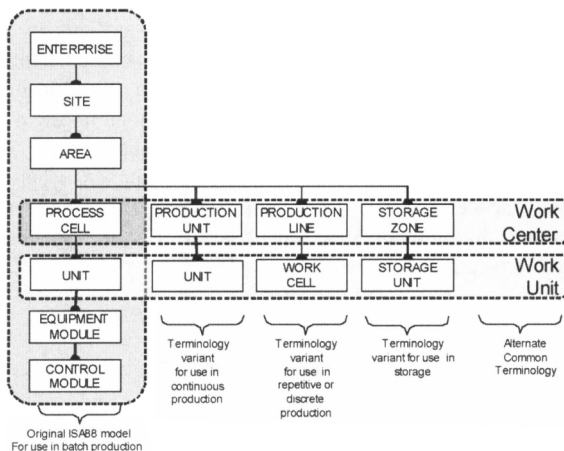 ENTERPRISE
SITE
AREA
PROCESS
CELL
PRODUCTION
UNIT
PRODUCTION
LINE
STORAGE
ZONE
Work
Center
UNIT
UNIT
WORK
CELL
STORAGE
UNIT
Work
Unit
EQUIPMENT
MODULE
CONTROL
MODULE
Terminology
variant
for use in
continuous
production
Terminology
variant
for use in
repetitive or
discrete
production
Terminology
variant for use in
storage
Alternate
Common
Terminology
Original ISA88 model
For use in batch production